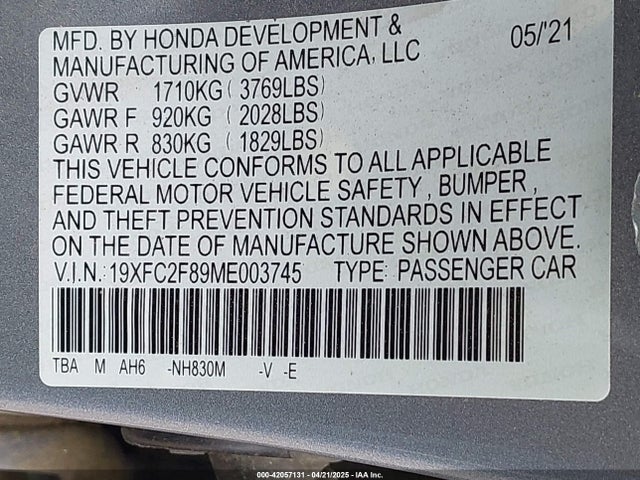 MFD. BY HONDA DEVELOPMENT & 05/'21
MANUFACTURING OF AMERICA, LLC
GVWR 1710KG (3769LBS)
GAWR F 920KG (2028LBS)
GAWR R 830KG (1829LBS)
THIS VEHICLE CONFORMS TO ALL APPLICABLE
FEDERAL MOTOR VEHICLE SAFETY, BUMPER,
AND THEFT PREVENTION STANDARDS IN EFFECT
ON THE DATE OF MANUFACTURE SHOWN ABOVE.
V.I.N.: 19XFC2F89ME003745 TYPE: PASSENGER CAR
TBA M AH6 -NH830M -V -E
000-42057131 - 04/21/2025 - IAA Inc.